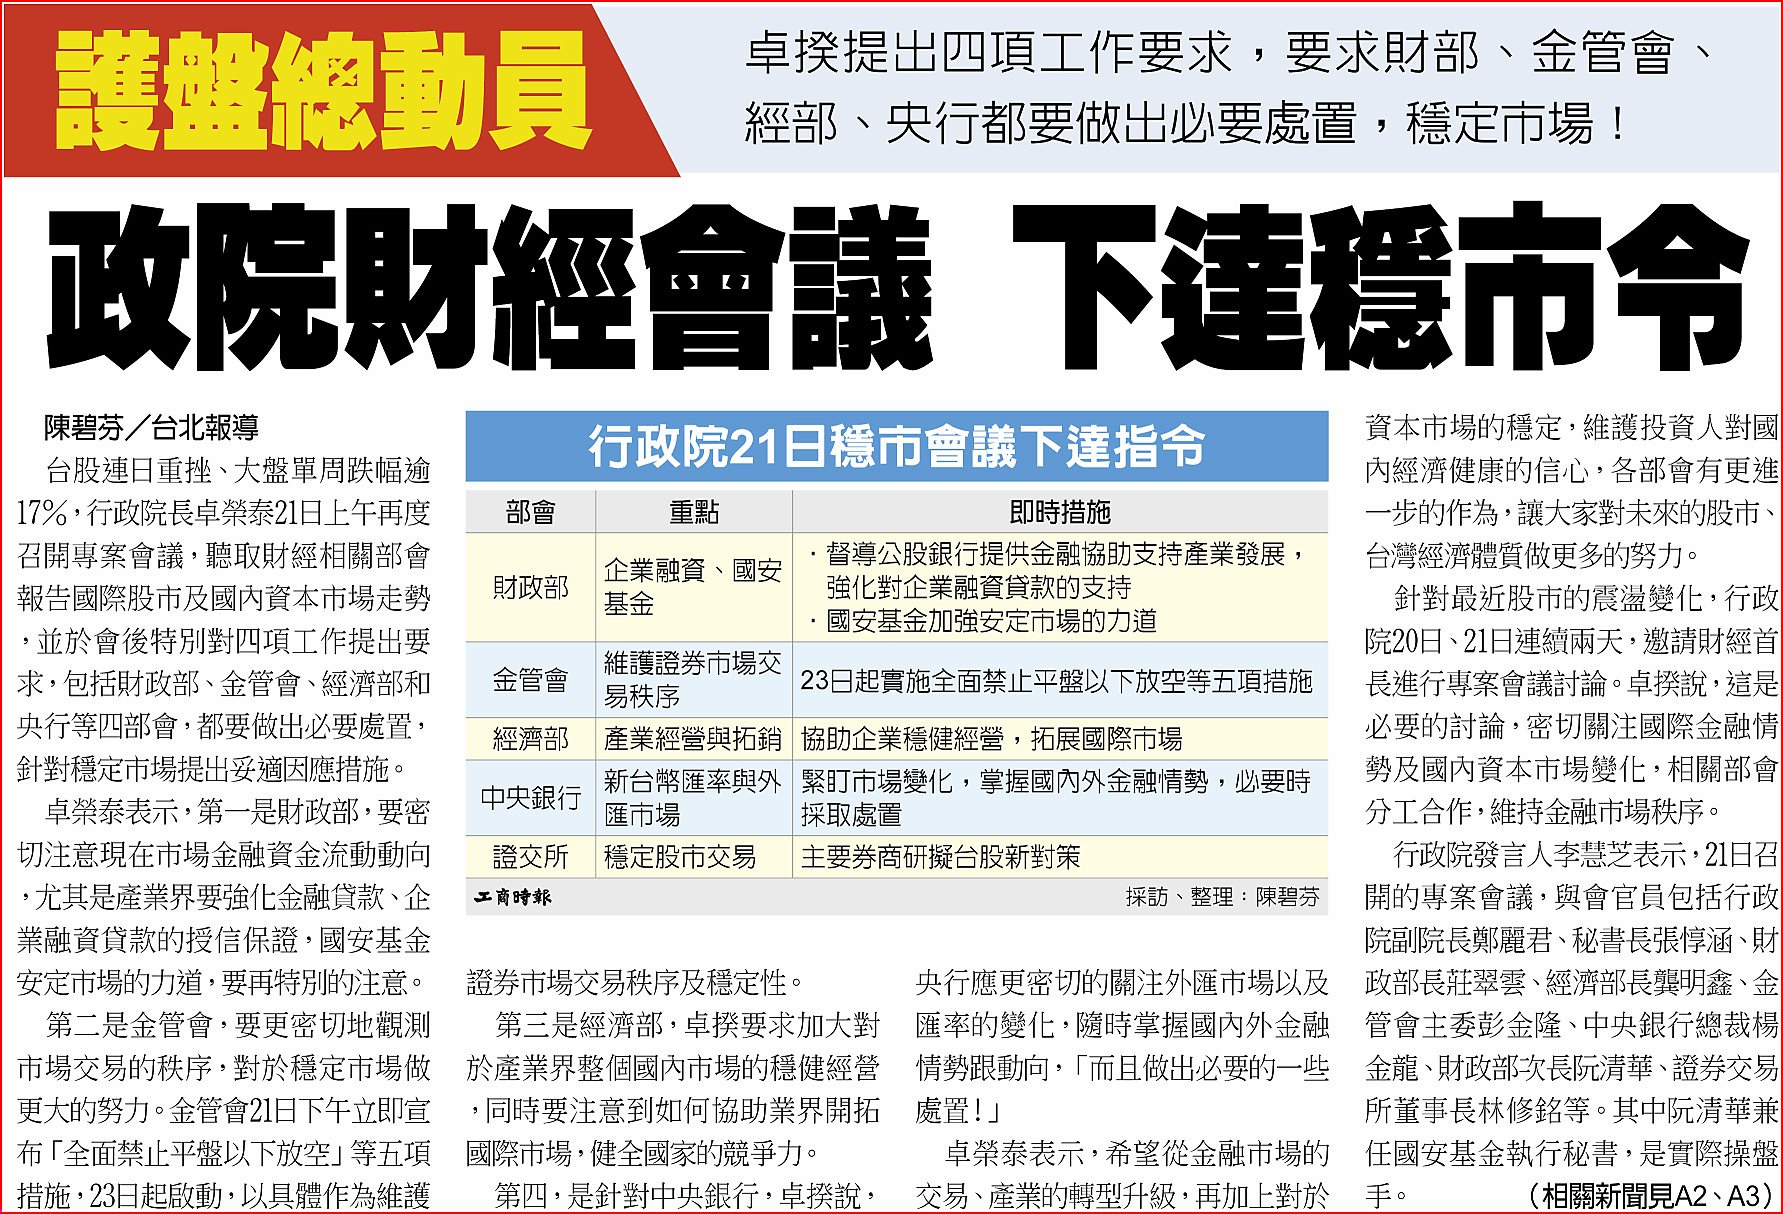 護盤總動員
卓揆提出四項工作要求，要求財部、金管會、
經部、央行都要做出必要處置，穩定市場！
政院財經會議 下達穩市令
陳碧芬／台北報導
台股連日重挫、大盤單周跌幅逾
17%，行政院長卓榮泰21日上午再度
召開專案會議，聽取財經相關部會
報告國際股市及國內資本市場走勢
，並於會後特別對四項工作提出要
求，包括財政部、金管會、經濟部和
央行等四部會，都要做出必要處置，
針對穩定市場提出妥適因應措施。
卓榮泰表示，第一是財政部，要密
切注意現在市場金融資金流動動向
，尤其是產業界要強化金融貸款、企
業融資貸款的授信保證，國安基金
安定市場的力道，要再特別的注意。
第二是金管會，要更密切地觀測
市場交易的秩序，對於穩定市場做
更大的努力。金管會21日下午立即宣
布「全面禁止平盤以下放空」等五項
措施，23日起啟動，以具體作為維護
行政院21日穩市會議下達指令
部會 重點 即時措施
財政部 企業融資、國安
基金
．督導公股銀行提供金融協助支持產業發展，
強化對企業融資貸款的支持
．國安基金加強安定市場的力道
金管會 維護證券市場交
易秩序
23日起實施全面禁止平盤以下放空等五項措施
經濟部 產業經營與拓銷 協助企業穩健經營，拓展國際市場
中央銀行 新台幣匯率與外
匯市場
緊盯市場變化，掌握國內外金融情勢，必要時
採取處置
證交所 穩定股市交易 主要券商研擬台股新對策
工商時報 採訪、整理：陳碧芬
證券市場交易秩序及穩定性。
第三是經濟部，卓揆要求加大對
於產業界整個國內市場的穩健經營
，同時要注意到如何協助業界開拓
國際市場，健全國家的競爭力。
第四，是針對中央銀行，卓揆說，
央行應更密切的關注外匯市場以及
匯率的變化，隨時掌握國內外金融
情勢跟動向，「而且做出必要的一些
處置！」
卓榮泰表示，希望從金融市場的
交易、產業的轉型升級，再加上對於
資本市場的穩定，維護投資人對國
內經濟健康的信心，各部會有更進
一步的作為，讓大家對未來的股市、
台灣經濟體質做更多的努力。
針對最近股市的震盪變化，行政
院20日、21日連續兩天，邀請財經首
長進行專案會議討論。卓揆說，這是
必要的討論，密切關注國際金融情
勢及國內資本市場變化，相關部會
分工合作，維持金融市場秩序。
行政院發言人李慧芝表示，21日召
開的專案會議，與會官員包括行政
院副院長鄭麗君、秘書長張惇涵、財
政部長莊翠雲、經濟部長龔明鑫、金
管會主委彭金隆、中央銀行總裁楊
金龍、財政部次長阮清華、證券交易
所董事長林修銘等。其中阮清華兼
任國安基金執行秘書，是實際操盤
手。 （相關新聞見A2、A3）